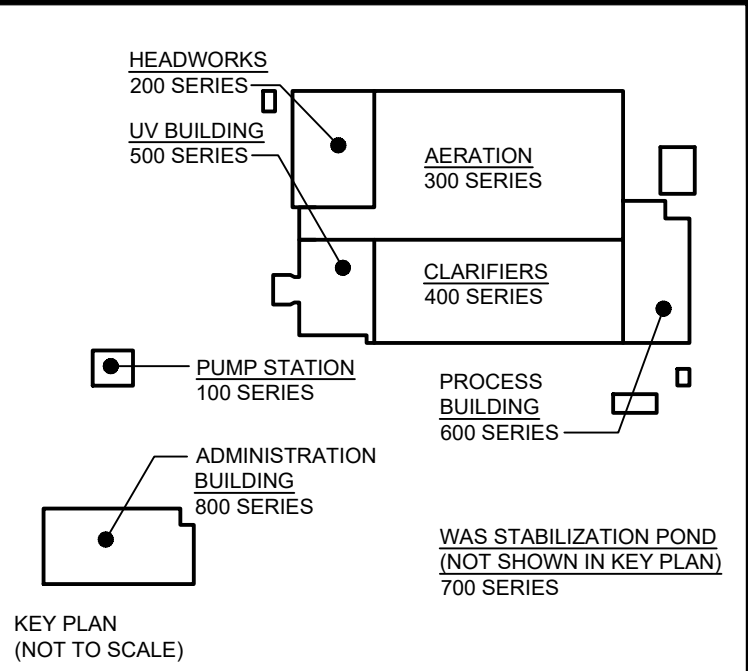 HEADWORKS
200 SERIES
UV BUILDING
500 SERIES
AERATION
300 SERIES
CLARIFIERS
400 SERIES
PUMP STATION
100 SERIES
PROCESS
BUILDING
600 SERIES
ADMINISTRATION
BUILDING
800 SERIES
WAS STABILIZATION POND
(NOT SHOWN IN KEY PLAN)
700 SERIES
KEY PLAN
(NOT TO SCALE)